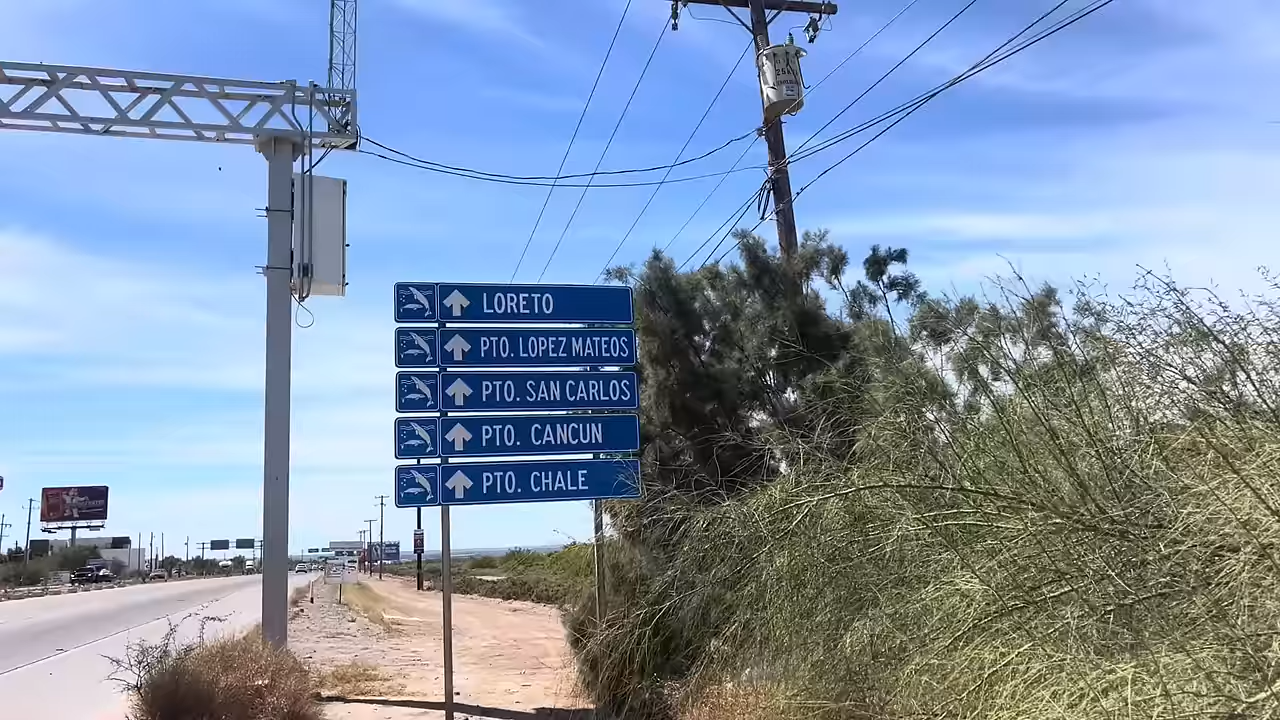 LORETO
PTO. LOPEZ MATEOS
PTO. SAN CARLOS
PTO. CANCUN
PTO. CHALE